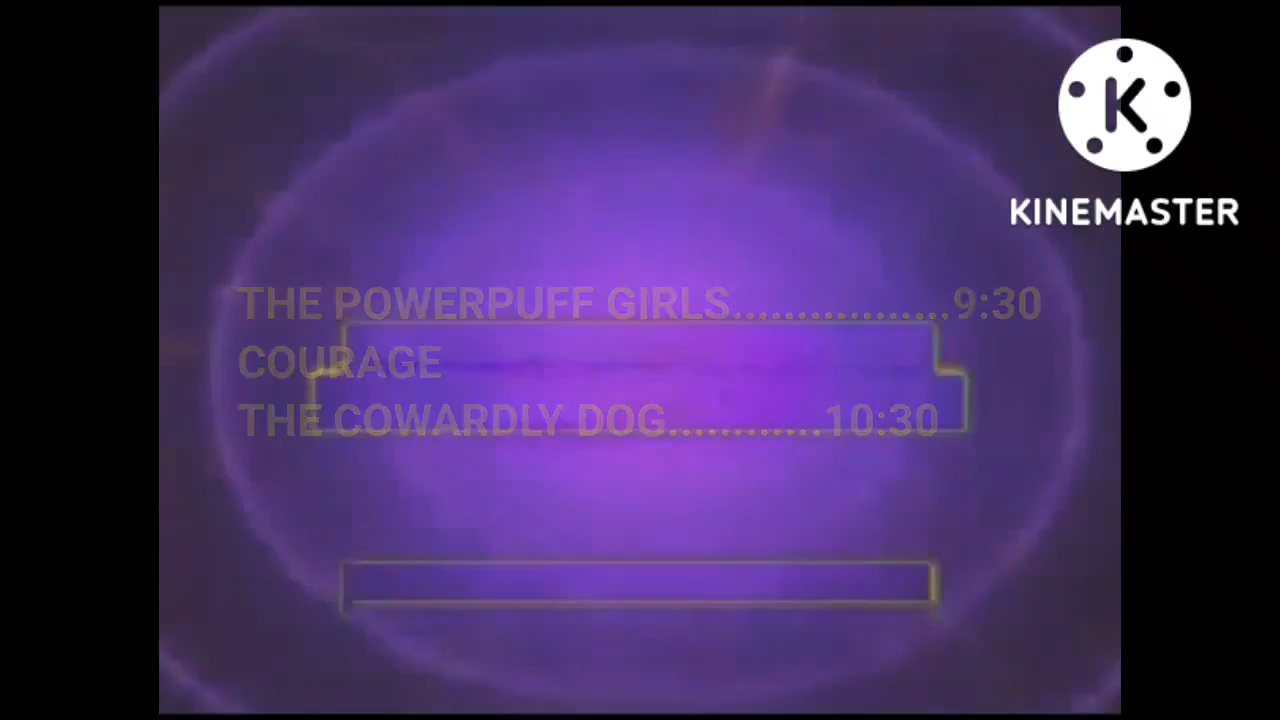 K
KINEMASTER
THE POWERPUFF GIRLS.................9:30
COURAGE
THE COWARDLY DOG............10:30